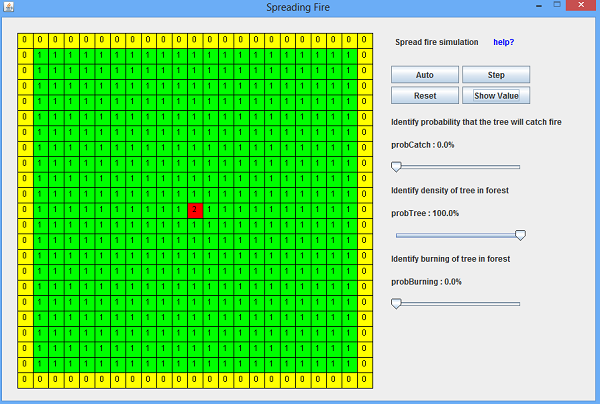 Spreading Fire
0 0 0 0 0 0 0 0 0 0 0 0 0 0 0 0 0 0 0 0 0 0 0
0 1 1 1 1 1 1 1 1 1 1 1 1 1 1 1 1 1 1 1 1 1 0
0 1 1 1 1 1 1 1 1 1 1 1 1 1 1 1 1 1 1 1 1 1 0
0 1 1 1 1 1 1 1 1 1 1 1 1 1 1 1 1 1 1 1 1 1 0
0 1 1 1 1 1 1 1 1 1 1 1 1 1 1 1 1 1 1 1 1 1 0
0 1 1 1 1 1 1 1 1 1 1 1 1 1 1 1 1 1 1 1 1 1 0
0 1 1 1 1 1 1 1 1 1 1 1 1 1 1 1 1 1 1 1 1 1 0
0 1 1 1 1 1 1 1 1 1 1 1 1 1 1 1 1 1 1 1 1 1 0
0 1 1 1 1 1 1 1 1 1 1 1 1 1 1 1 1 1 1 1 1 1 0
0 1 1 1 1 1 1 1 1 1 1 1 1 1 1 1 1 1 1 1 1 1 0
0 1 1 1 1 1 1 1 1 1 1 1 1 1 1 1 1 1 1 1 1 1 0
0 1 1 1 1 1 1 1 1 1 1 2 1 1 1 1 1 1 1 1 1 1 0
0 1 1 1 1 1 1 1 1 1 1 1 1 1 1 1 1 1 1 1 1 1 0
0 1 1 1 1 1 1 1 1 1 1 1 1 1 1 1 1 1 1 1 1 1 0
0 1 1 1 1 1 1 1 1 1 1 1 1 1 1 1 1 1 1 1 1 1 0
0 1 1 1 1 1 1 1 1 1 1 1 1 1 1 1 1 1 1 1 1 1 0
0 1 1 1 1 1 1 1 1 1 1 1 1 1 1 1 1 1 1 1 1 1 0
0 1 1 1 1 1 1 1 1 1 1 1 1 1 1 1 1 1 1 1 1 1 0
0 1 1 1 1 1 1 1 1 1 1 1 1 1 1 1 1 1 1 1 1 1 0
0 1 1 1 1 1 1 1 1 1 1 1 1 1 1 1 1 1 1 1 1 1 0
0 1 1 1 1 1 1 1 1 1 1 1 1 1 1 1 1 1 1 1 1 1 0
0 1 1 1 1 1 1 1 1 1 1 1 1 1 1 1 1 1 1 1 1 1 0
0 0 0 0 0 0 0 0 0 0 0 0 0 0 0 0 0 0 0 0 0 0 0
Spread fire simulation help?
Auto Step
Reset Show Value
Identify probability that the tree will catch fire
probCatch : 0.0%
Identify density of tree in forest
probTree : 100.0%
Identify burning of tree in forest
probBurning : 0.0%